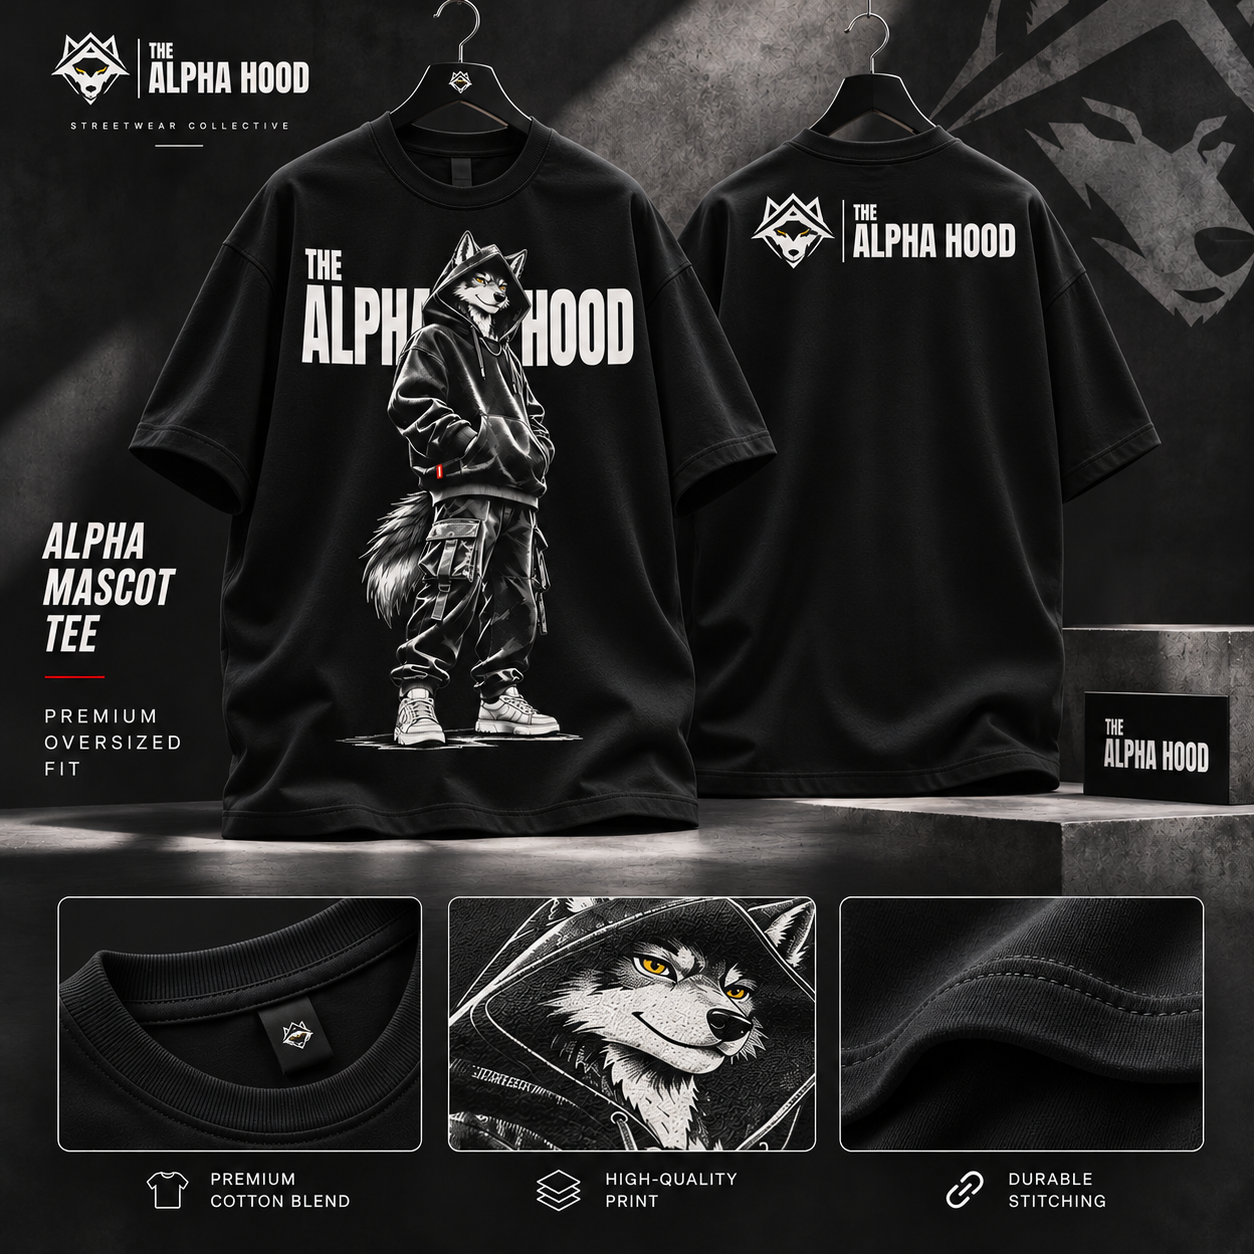 THE
ALPHA HOOD
STREETWEAR COLLECTIVE
THE
ALPHA HOOD
THE
ALPHA HOOD
ALPHA
MASCOT
TEE
PREMIUM
OVERSIZED
FIT
THE
ALPHA HOOD
PREMIUM
COTTON BLEND
HIGH-QUALITY
PRINT
DURABLE
STITCHING